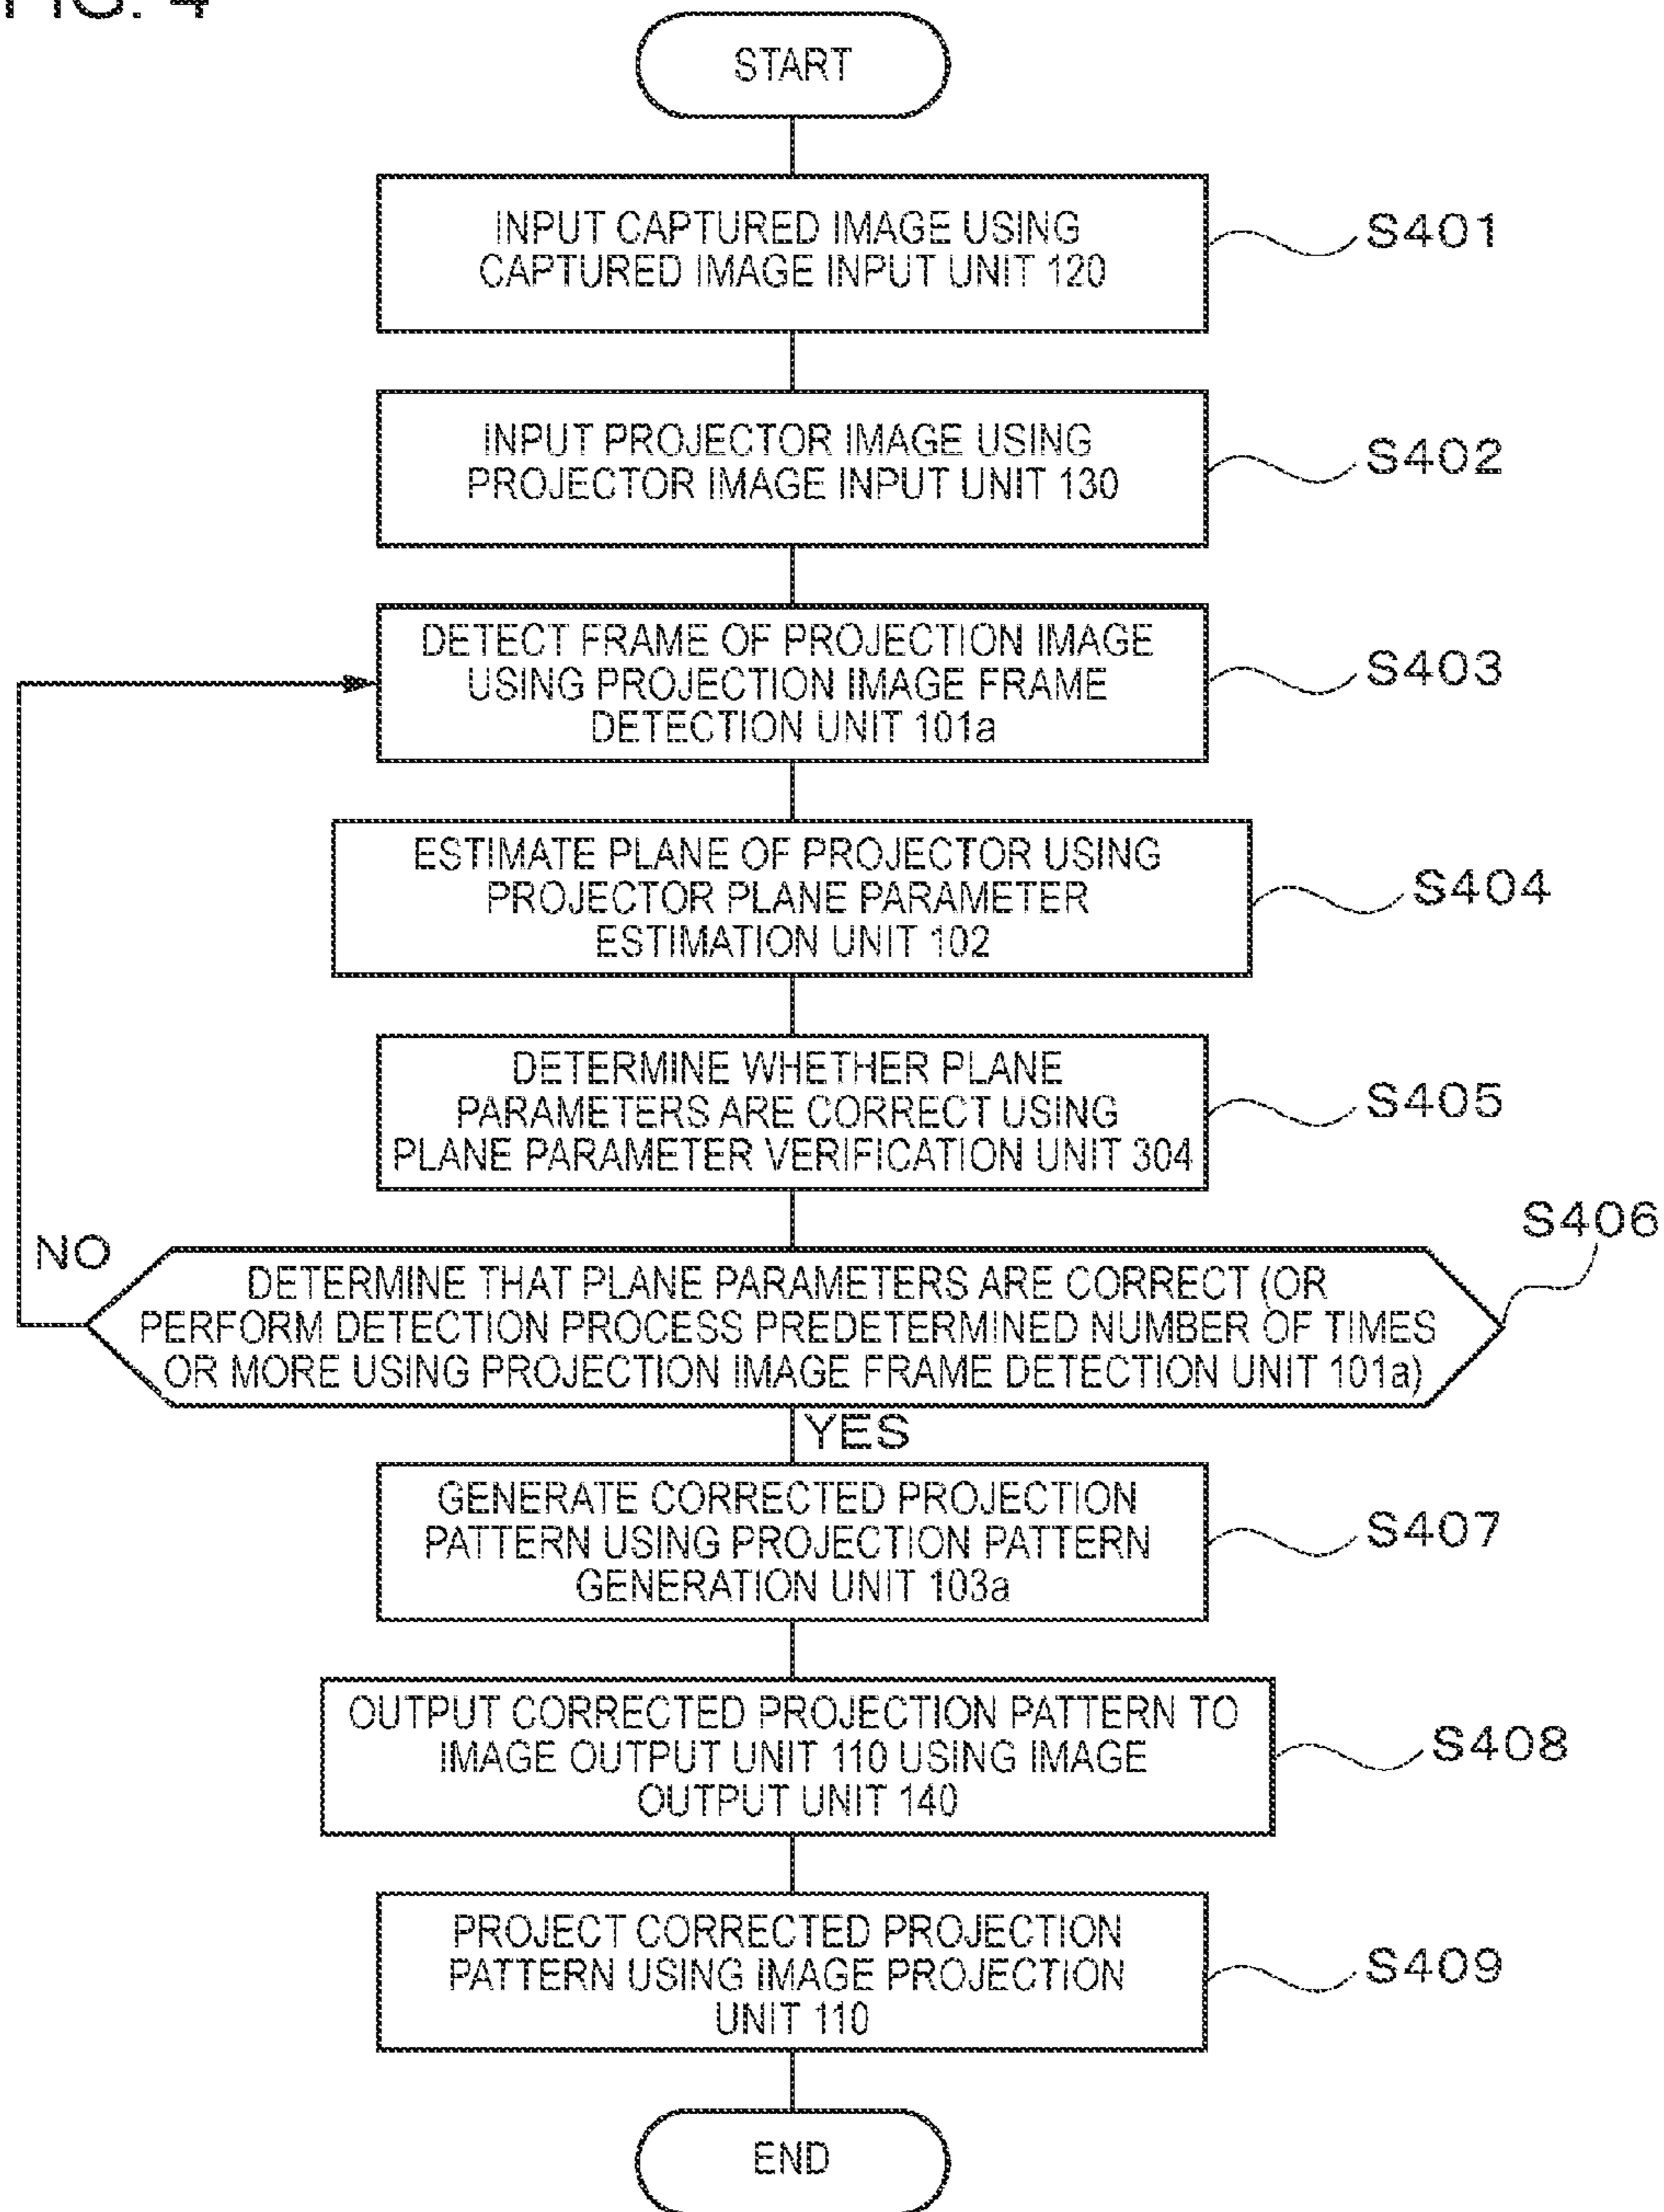 FIG. 4
START
INPUT CAPTURED IMAGE USING
CAPTURED IMAGE INPUT UNIT 120
S401
INPUT PROJECTOR IMAGE USING
PROJECTOR IMAGE INPUT UNIT 130
S402
DETECT FRAME OF PROJECTION IMAGE
USING PROJECTION IMAGE FRAME
DETECTION UNIT 101a
S403
ESTIMATE PLANE OF PROJECTOR USING
PROJECTOR PLANE PARAMETER
ESTIMATION UNIT 102
S404
DETERMINE WHETHER PLANE
PARAMETERS ARE CORRECT USING
PLANE PARAMETER VERIFICATION UNIT 304
S405
NO
DETERMINE THAT PLANE PARAMETERS ARE CORRECT (OR
PERFORM DETECTION PROCESS PREDETERMINED NUMBER OF TIMES
OR MORE USING PROJECTION IMAGE FRAME DETECTION UNIT 101a)
S406
YES
GENERATE CORRECTED PROJECTION
PATTERN USING PROJECTION PATTERN
GENERATION UNIT 103a
S407
OUTPUT CORRECTED PROJECTION PATTERN TO
IMAGE OUTPUT UNIT 110 USING IMAGE
OUTPUT UNIT 140
S408
PROJECT CORRECTED PROJECTION
PATTERN USING IMAGE PROJECTION
UNIT 110
S409
END